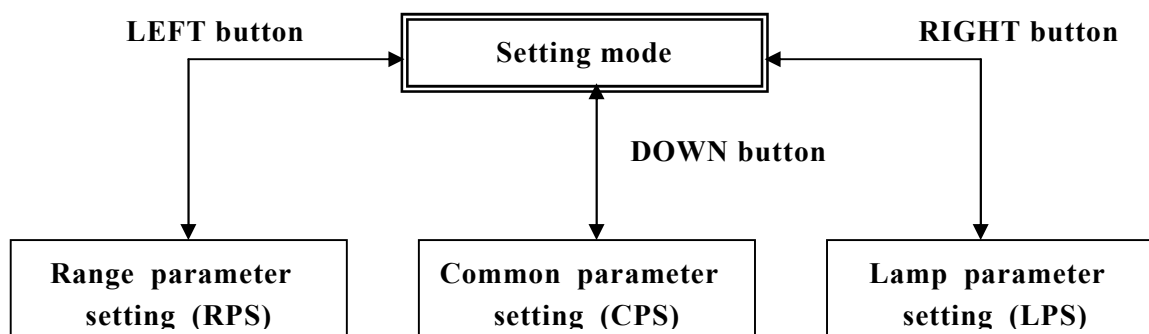 LEFT button
Setting mode
RIGHT button
DOWN button
Range parameter
setting (RPS)
Common parameter
setting (CPS)
Lamp parameter
setting (LPS)